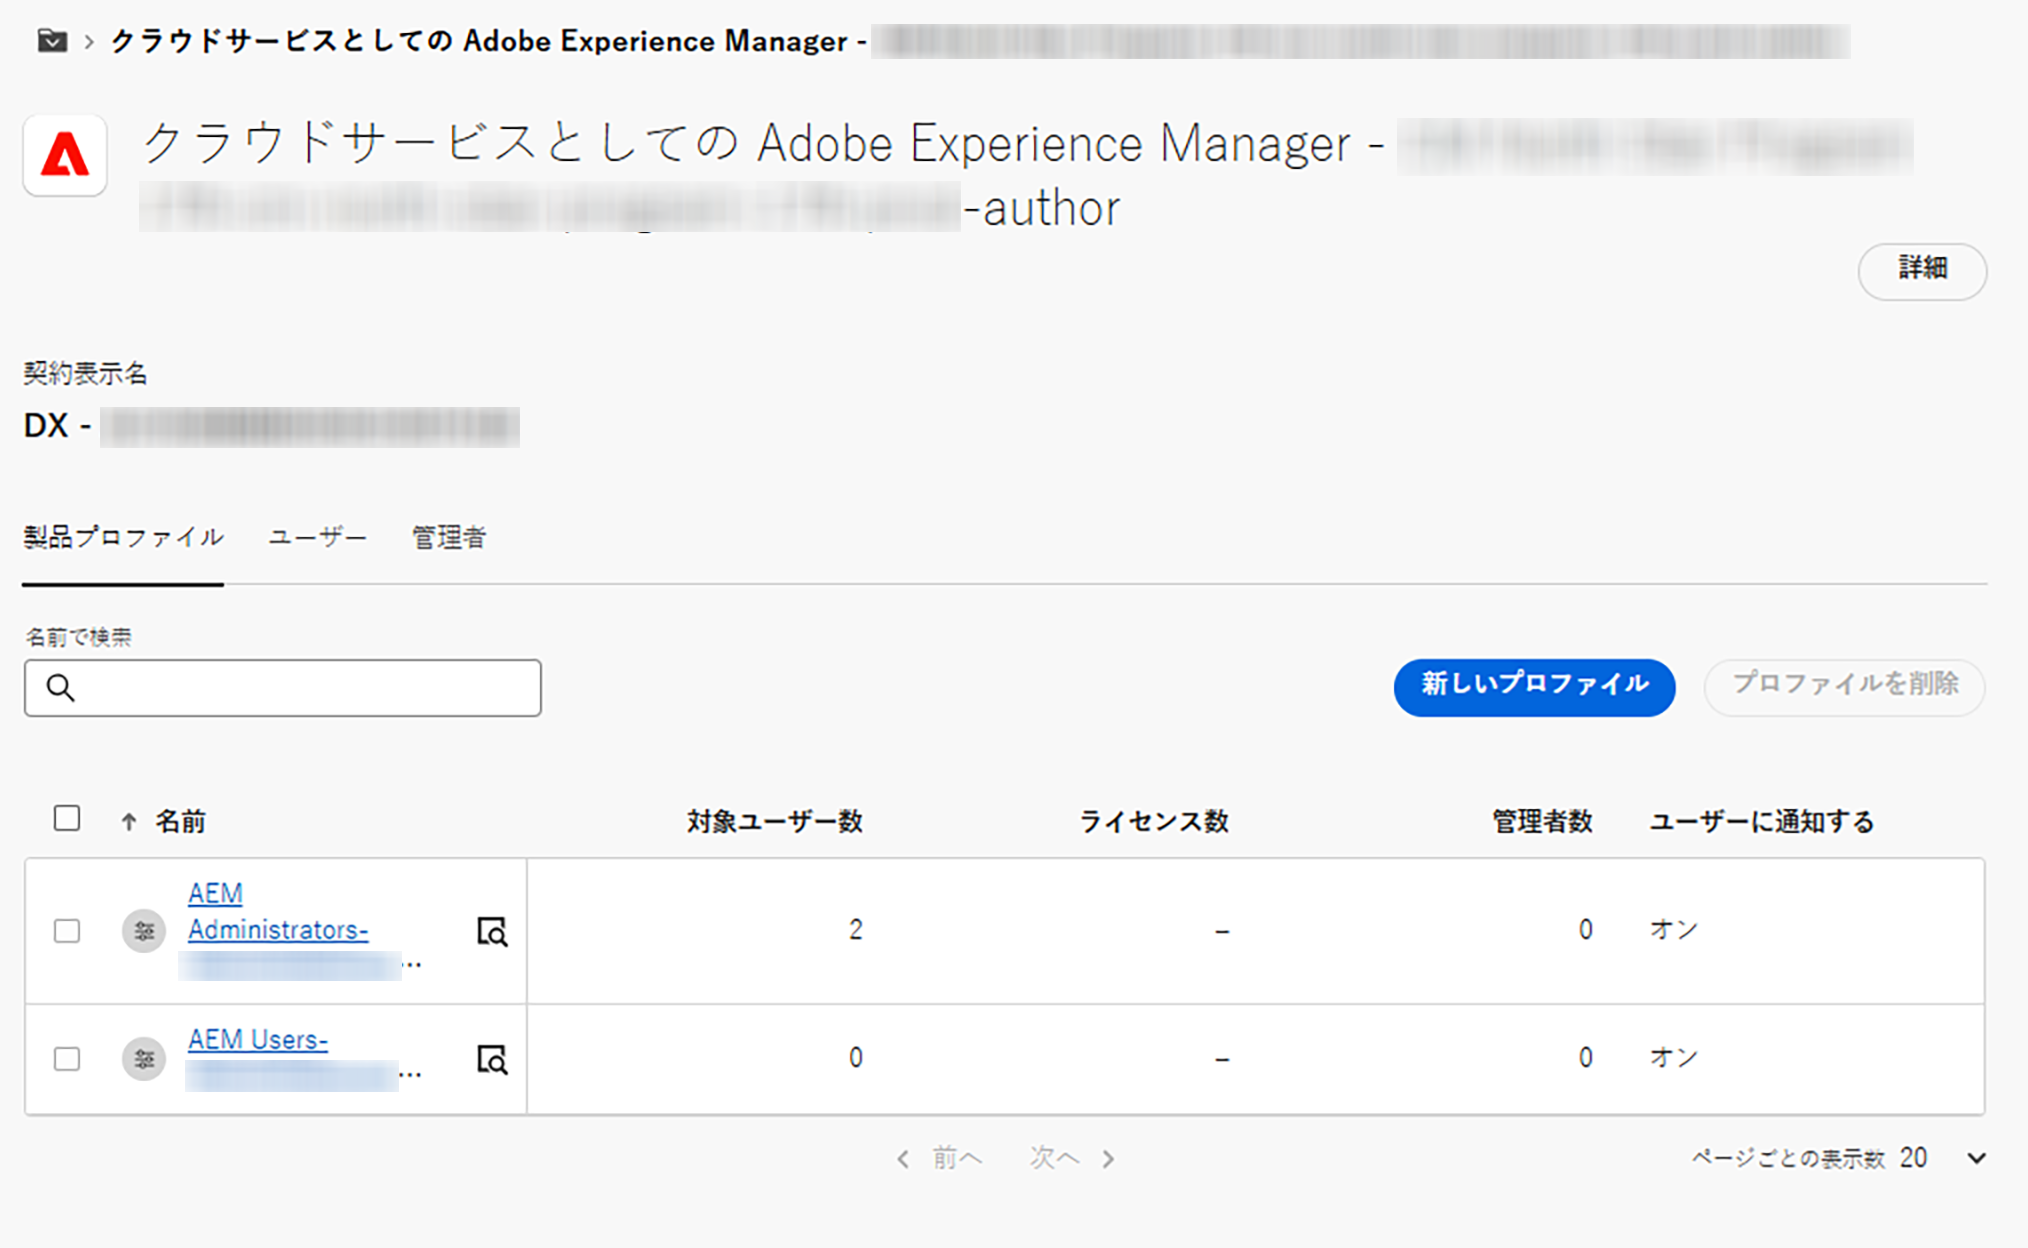 クラウドサービスとしての Adobe Experience Manager -
クラウドサービスとしての Adobe Experience Manager -
-author
詳細
契約表示名
DX -
製品プロファイル ユーザー 管理者
名前で検索
新しいプロファイル プロファイルを削除
名前 対象ユーザー数 ライセンス数 管理者数 ユーザーに通知する
AEM
Administrators- 2 – 0 オン
...
AEM Users- 0 – 0 オン
...
前へ 次へ ページごとの表示数 20